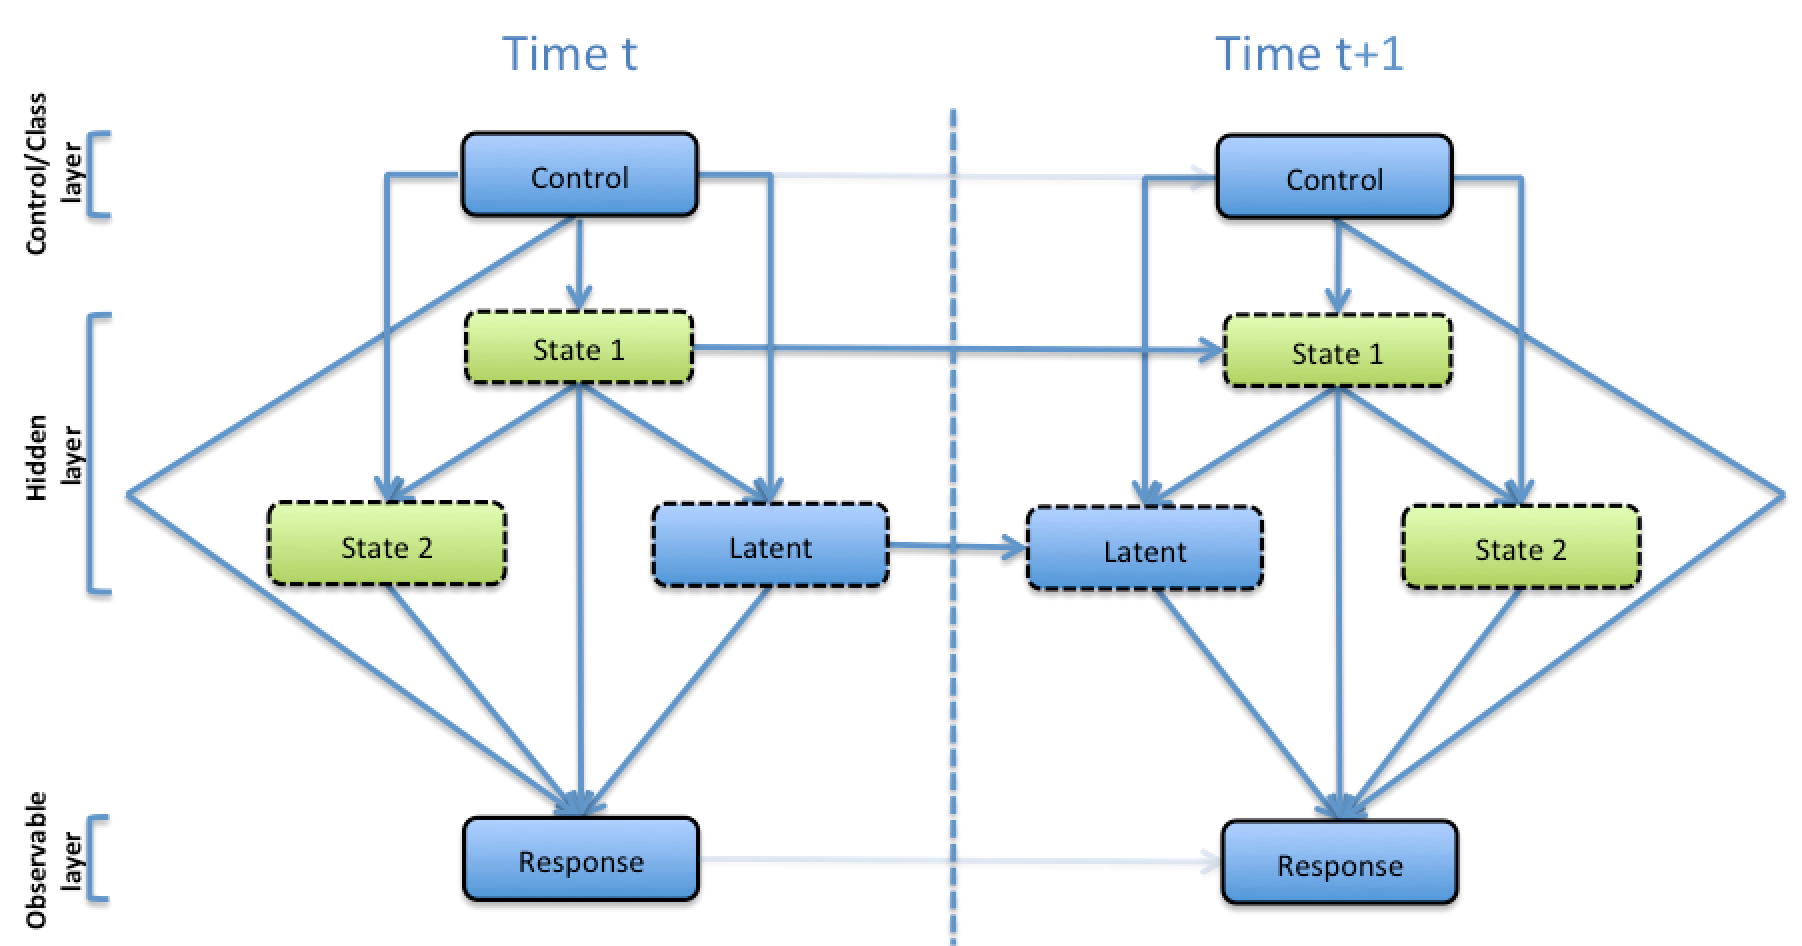 Time t
Time t+1
Control/Class
layer
Control
Control
State 1
State 1
Hidden
layer
State 2
Latent
Latent
State 2
Observable
layer
Response
Response